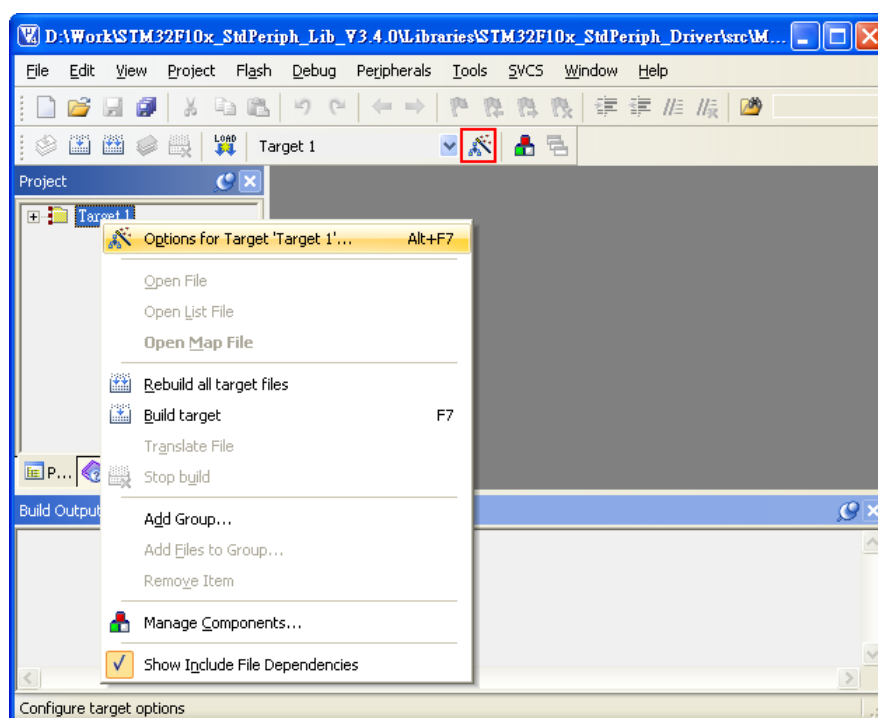 D:\Work\STM32F10x_StdPeriph_Lib_V3.4.0\Libraries\STM32F10x_StdPeriph_Driver\src\M...
File Edit View Project Flash Debug Peripherals Tools SVCS Window Help
LOAD Target 1
Project
Target 1
Options for Target 'Target 1'... Alt+F7
Open File
Open List File
Open Map File
Rebuild all target files
Build target F7
Translate File
Stop build
Add Group...
Add Files to Group...
Remove Item
Manage Components...
Show Include File Dependencies
P...
Build Output
Configure target options